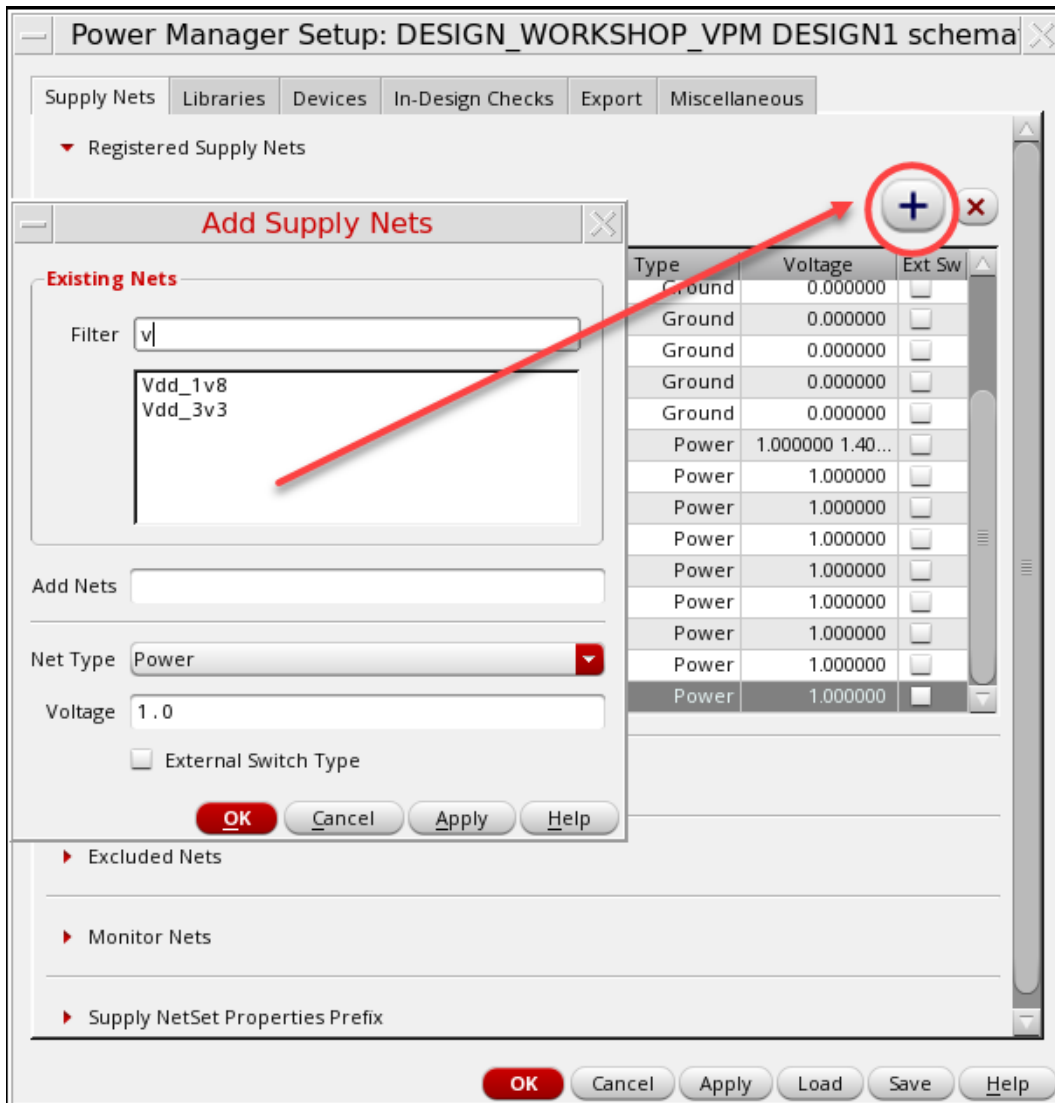 Power Manager Setup: DESIGN_WORKSHOP_VPM DESIGN1 schema
Supply Nets Libraries Devices In-Design Checks Export Miscellaneous
Registered Supply Nets
Add Supply Nets
Existing Nets
Filter v
Vdd_1v8
Vdd_3v3
Add Nets
Net Type Power
Voltage 1.0
External Switch Type
OK Cancel Apply Help
Type Voltage Ext Sw
Ground 0.000000
Ground 0.000000
Ground 0.000000
Ground 0.000000
Ground 0.000000
Power 1.000000 1.40...
Power 1.000000
Power 1.000000
Power 1.000000
Power 1.000000
Power 1.000000
Power 1.000000
Power 1.000000
Power 1.000000
Excluded Nets
Monitor Nets
Supply NetSet Properties Prefix
OK Cancel Apply Load Save Help